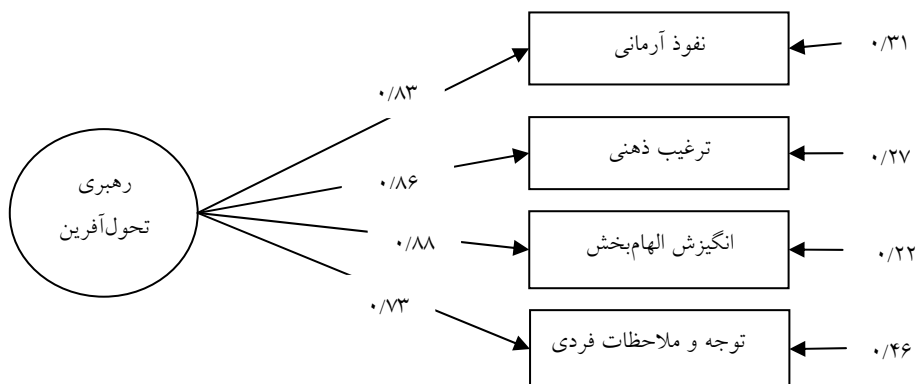 رهبری
تحول‌آفرین
۰/۸۳
۰/۸۶
۰/۸۸
۰/۷۳
نفوذ آرمانی
ترغیب ذهنی
انگیزش الهام‌بخش
توجه و ملاحظات فردی
۰/۳۱
۰/۲۷
۰/۲۲
۰/۴۶